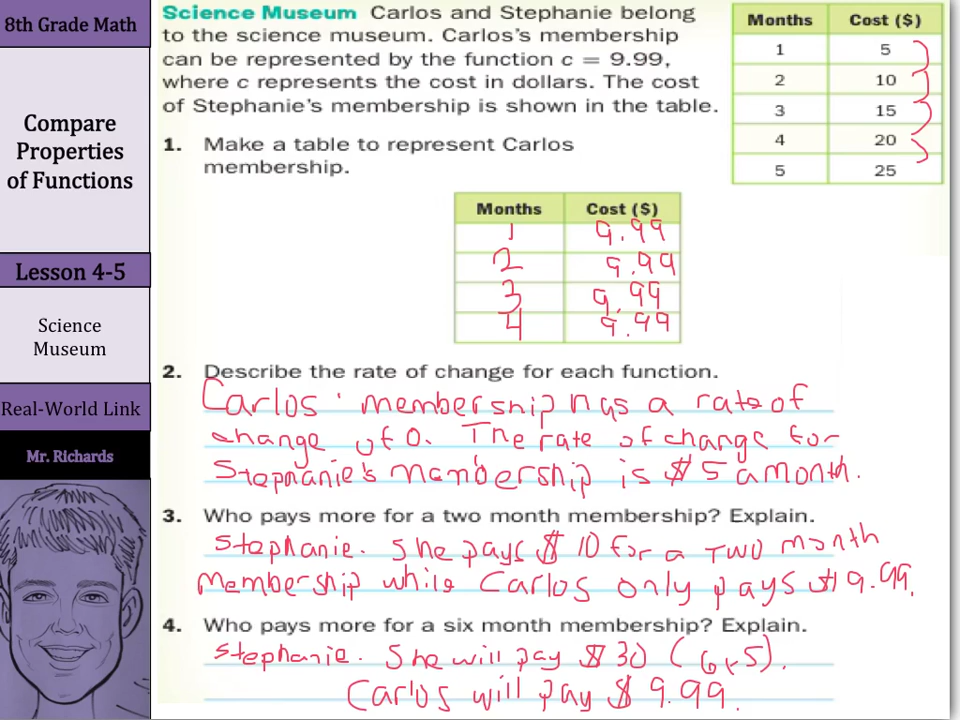 8th Grade Math
Compare
Properties
of Functions
Lesson 4-5
Science
Museum
Real-World Link
Mr. Richards
Science Museum Carlos and Stephanie belong
to the science museum. Carlos's membership
can be represented by the function c = 9.99,
where c represents the cost in dollars. The cost
of Stephanie's membership is shown in the table.
Months Cost ($)
1 5
2 10
3 15
4 20
5 25
1. Make a table to represent Carlos
membership.
Months Cost ($)
1 9.99
2 9.99
3 9.99
4 9.99
2. Describe the rate of change for each function.
Carlos' membership has a rate of
change of 0. The rate of change for
Stephanie's membership is $5 a month.
3. Who pays more for a two month membership? Explain.
Stephanie. She pays $10 for a two month
membership while Carlos only pays $9.99.
4. Who pays more for a six month membership? Explain.
Stephanie. She will pay $30 (6x5).
Carlos will pay $9.99.